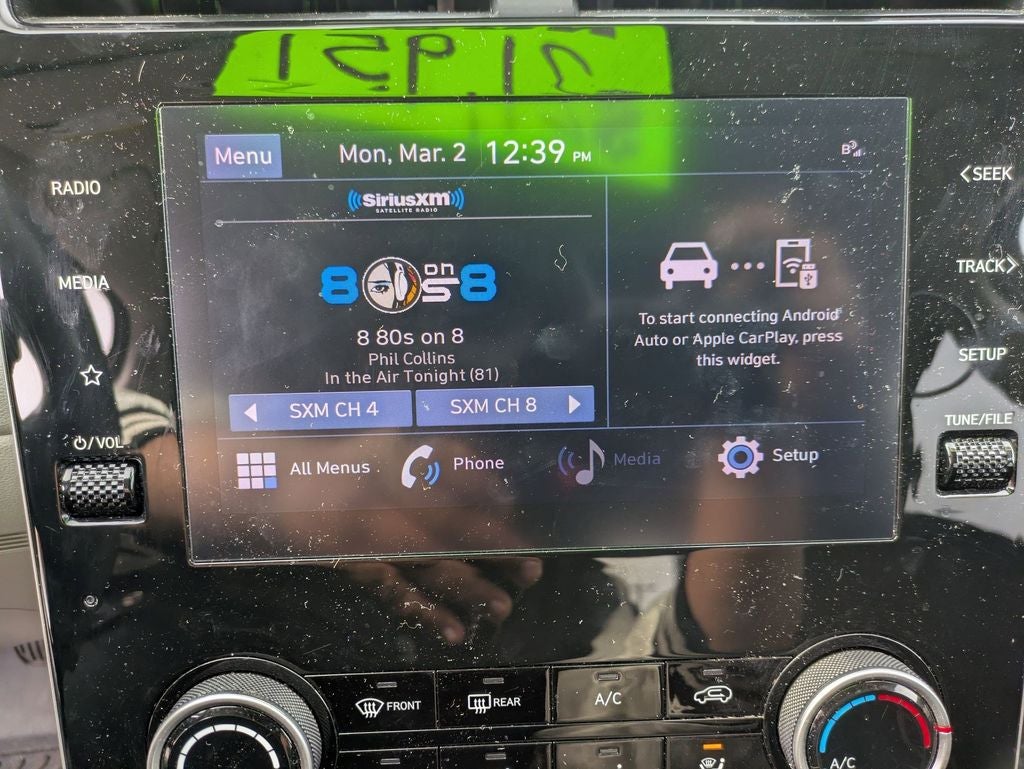 Menu
Mon, Mar. 2 12:39 PM
RADIO
SEEK
SiriusXM
SATELLITE RADIO
TRACK
MEDIA
80s on 8
8 80s on 8
Phil Collins
In the Air Tonight (81)
To start connecting Android
Auto or Apple CarPlay, press
this widget.
SETUP
SXM CH 4
SXM CH 8
TUNE/FILE
/VOL
All Menus
Phone
Media
Setup
FRONT
REAR
A/C
A/C